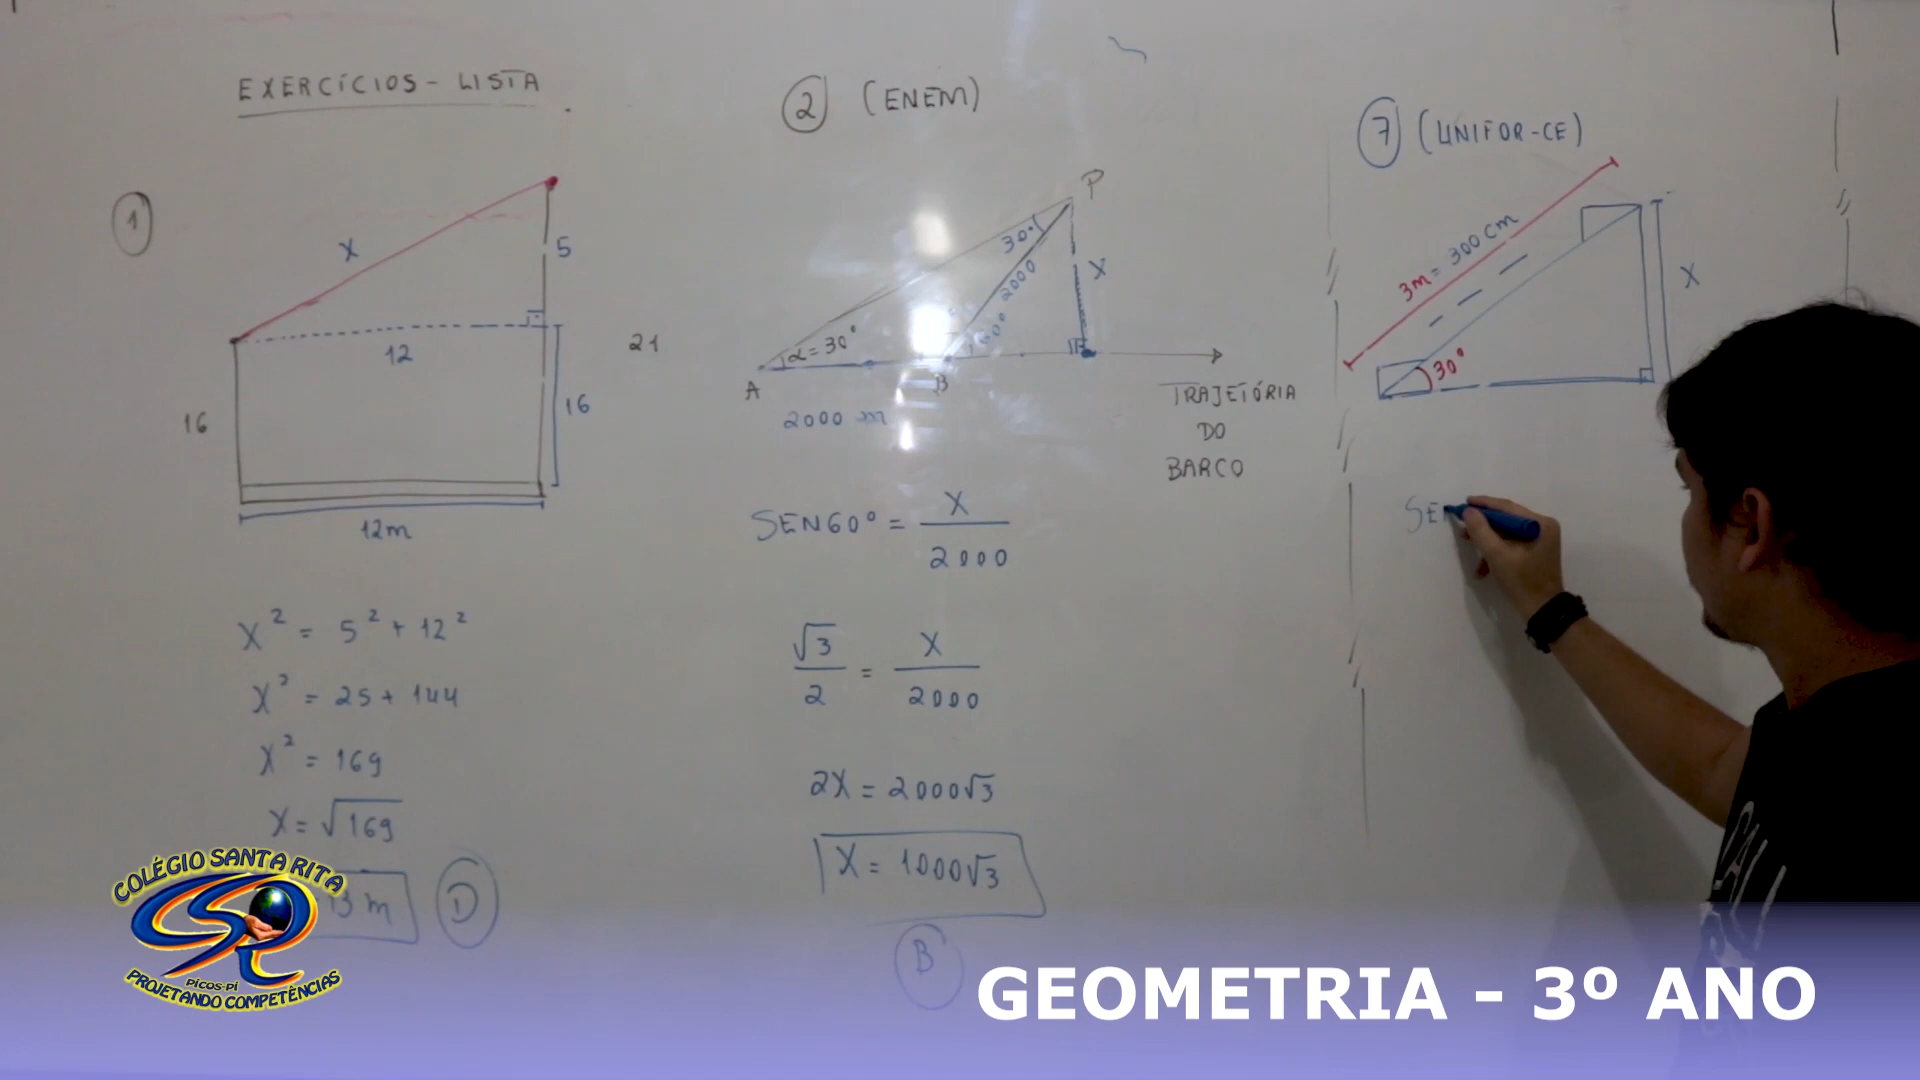 EXERCÍCIOS - LISTA
1
X
5
12
21
16
16
12m
X² = 5² + 12²
X² = 25 + 144
X² = 169
X = √169
13 m
D
2 (ENEM)
P
30°
2000
X
α = 30°
60°
A
B
2000 m
TRAJETÓRIA
DO
BARCO
SEN60° = X
2000
√3 = X
2 2000
2X = 2000√3
X = 1000√3
B
7 (UNIFOR-CE)
3m = 300 cm
X
30°
SE
COLÉGIO SANTA RITA
PICOS-PI
PROJETANDO COMPETÊNCIAS
GEOMETRIA - 3º ANO